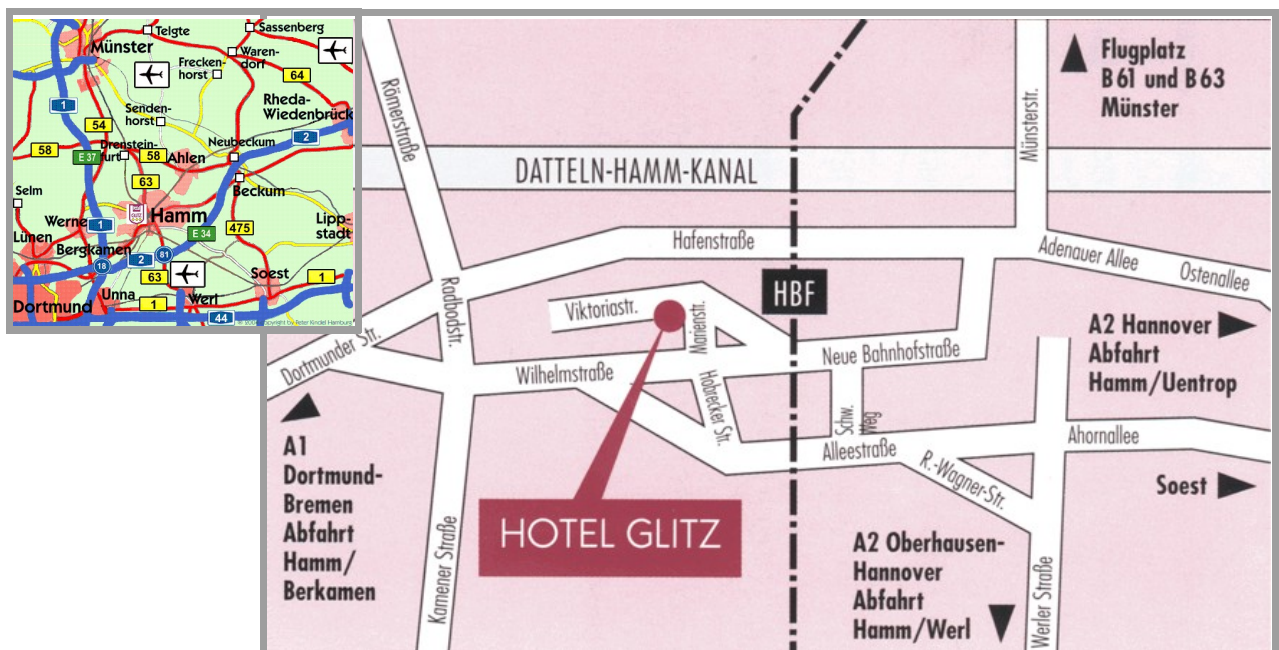 Telgte
Sassenberg
Münster
Waren-
dorf
Frecken-
horst
64
1
Rheda-
Wiedenbrück
Senden-
horst
54
2
58
E 37
Drenstein-
furt
58
Ahlen
Neubeckum
63
Beckum
Selm
Hamm
Werne
1
475
Lipp-
stadt
E 34
Lünen
Bergkamen
2
81
18
63
Soest
1
Dortmund
Unna
1
Werl
44
Römerstraße
Münsterstr.
Flugplatz
B 61 und B 63
Münster
DATTELN-HAMM-KANAL
Hafenstraße
Adenauer Allee
Ostenallee
Radbodstr.
HBF
Viktoriastr.
Marienstr.
Dortmunder Str.
Wilhelmstraße
Neue Bahnhofstraße
A2 Hannover
Abfahrt
Hamm/Uentrop
Hobrecker Str.
Schw.
Weg
Alleestraße
Ahornallee
R.-Wagner-Str.
Soest
A1
Dortmund-
Bremen
Abfahrt
Hamm/
Berkamen
HOTEL GLITZ
Kamener Straße
A2 Oberhausen-
Hannover
Abfahrt
Hamm/Werl
Werler Straße